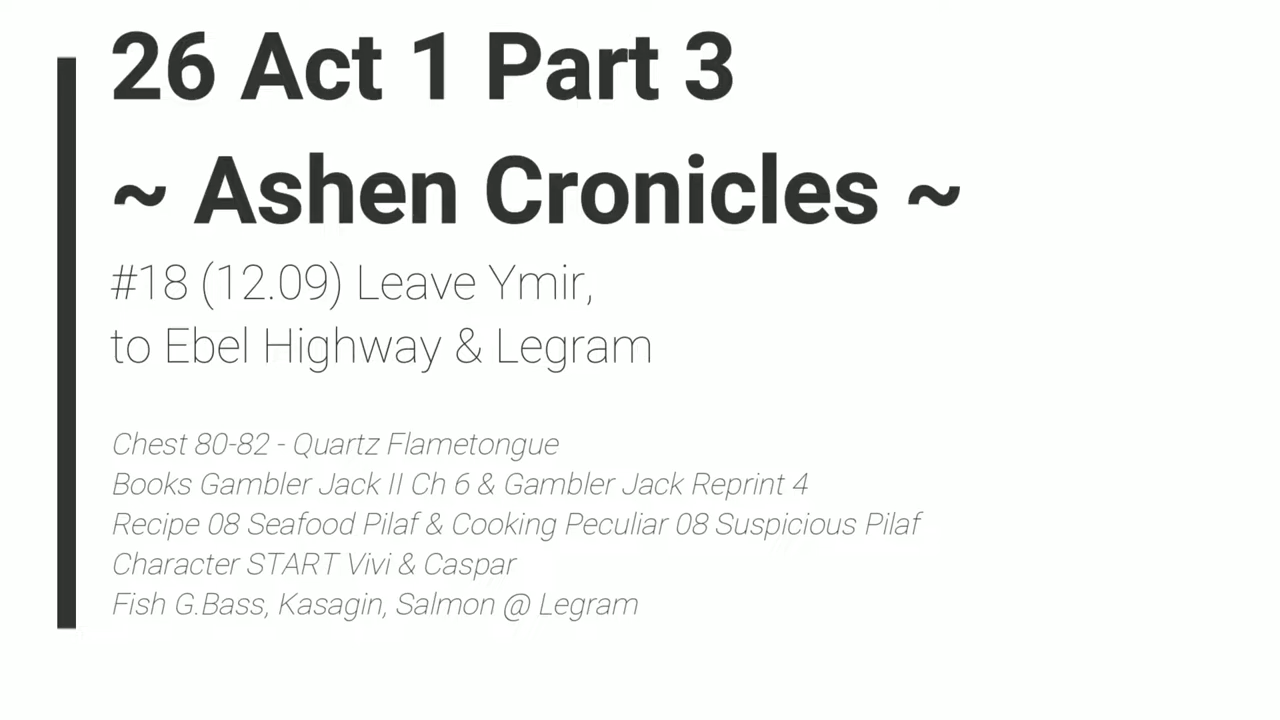 26 Act 1 Part 3
~ Ashen Cronicles ~
#18 (12.09) Leave Ymir,
to Ebel Highway & Legram
Chest 80-82 - Quartz Flametongue
Books Gambler Jack II Ch 6 & Gambler Jack Reprint 4
Recipe 08 Seafood Pilaf & Cooking Peculiar 08 Suspicious Pilaf
Character START Vivi & Caspar
Fish G.Bass, Kasagin, Salmon @ Legram